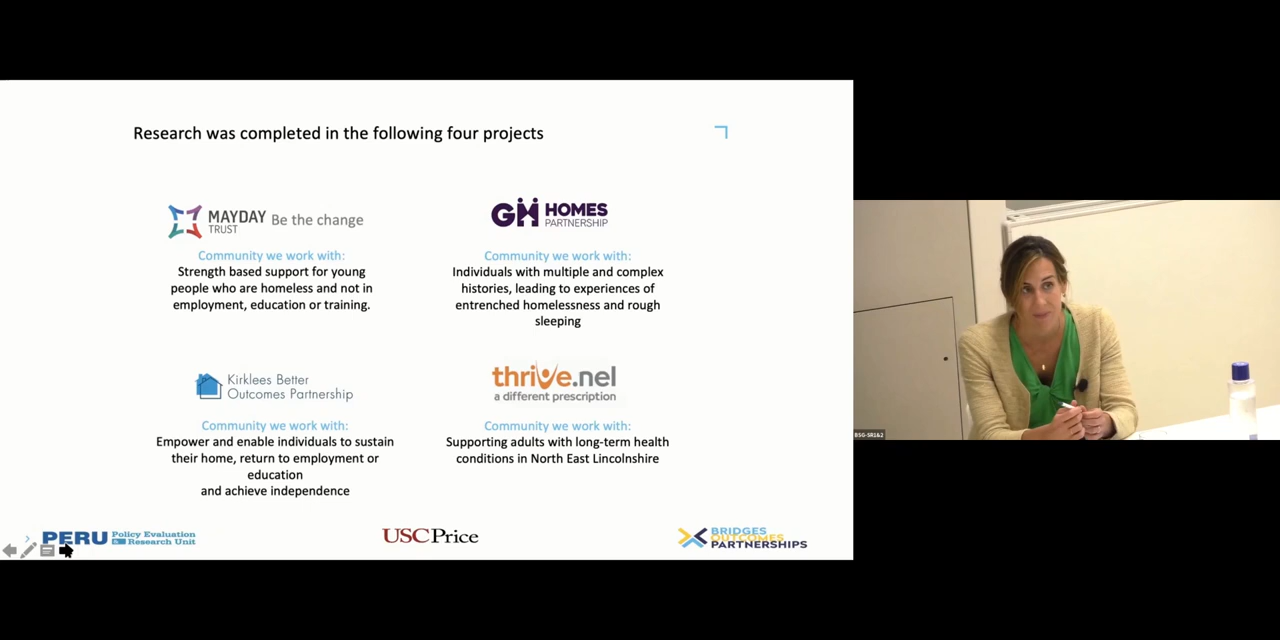 Research was completed in the following four projects
MAYDAY
TRUST
Be the change
Community we work with:
Strength based support for young
people who are homeless and not in
employment, education or training.
GM HOMES
PARTNERSHIP
Community we work with:
Individuals with multiple and complex
histories, leading to experiences of
entrenched homelessness and rough
sleeping
Kirklees Better
Outcomes Partnership
Community we work with:
Empower and enable individuals to sustain
their home, return to employment or
education
and achieve independence
thrive.nel
a different prescription
Community we work with:
Supporting adults with long-term health
conditions in North East Lincolnshire
PERU Policy Evaluation
& Research Unit
USC Price
BRIDGES
OUTCOMES
PARTNERSHIPS
BSG-SR1&2